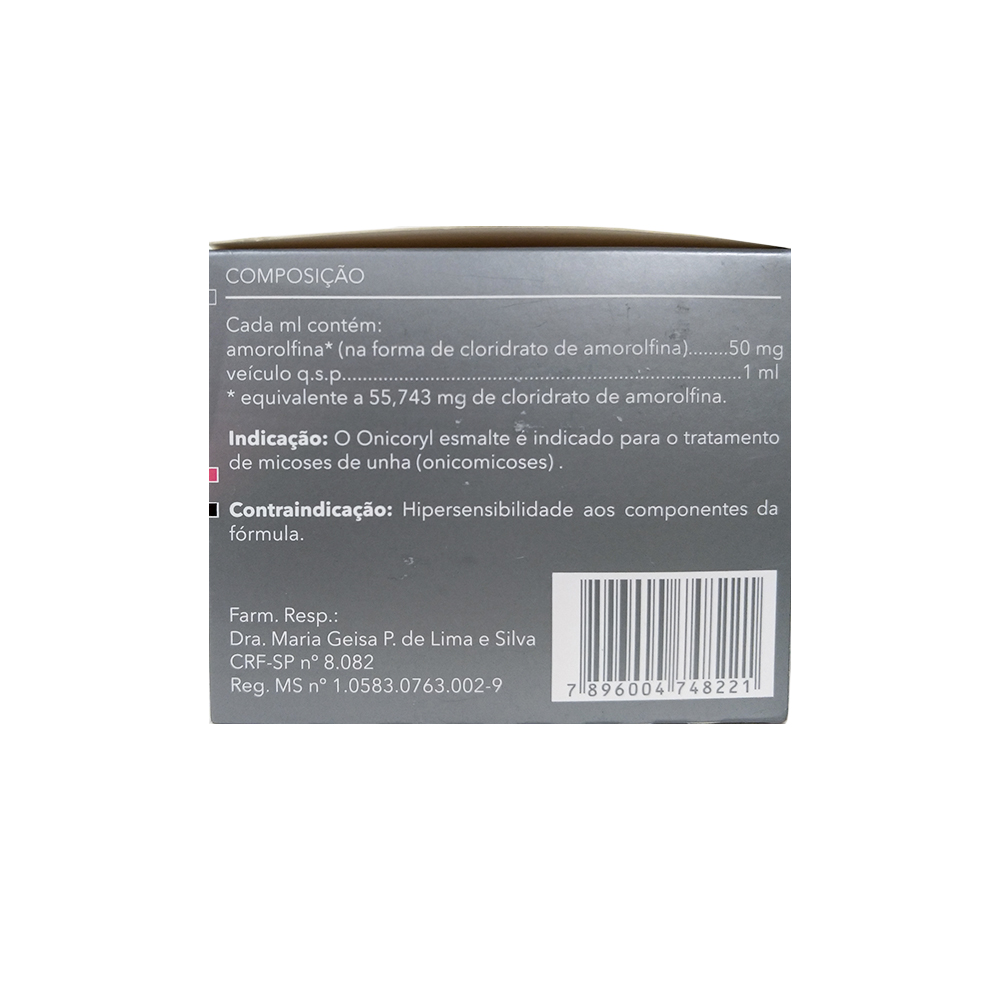 COMPOSIÇÃO
Cada ml contém:
amorolfina* (na forma de cloridrato de amorolfina)........50 mg
veículo q.s.p..................................................................1 ml
* equivalente a 55,743 mg de cloridrato de amorolfina.
Indicação: O Onicoryl esmalte é indicado para o tratamento
de micoses de unha (onicomicoses) .
Contraindicação: Hipersensibilidade aos componentes da
fórmula.
Farm. Resp.:
Dra. Maria Geisa P. de Lima e Silva
CRF-SP nº 8.082
Reg. MS nº 1.0583.0763.002-9
7 896004 748221